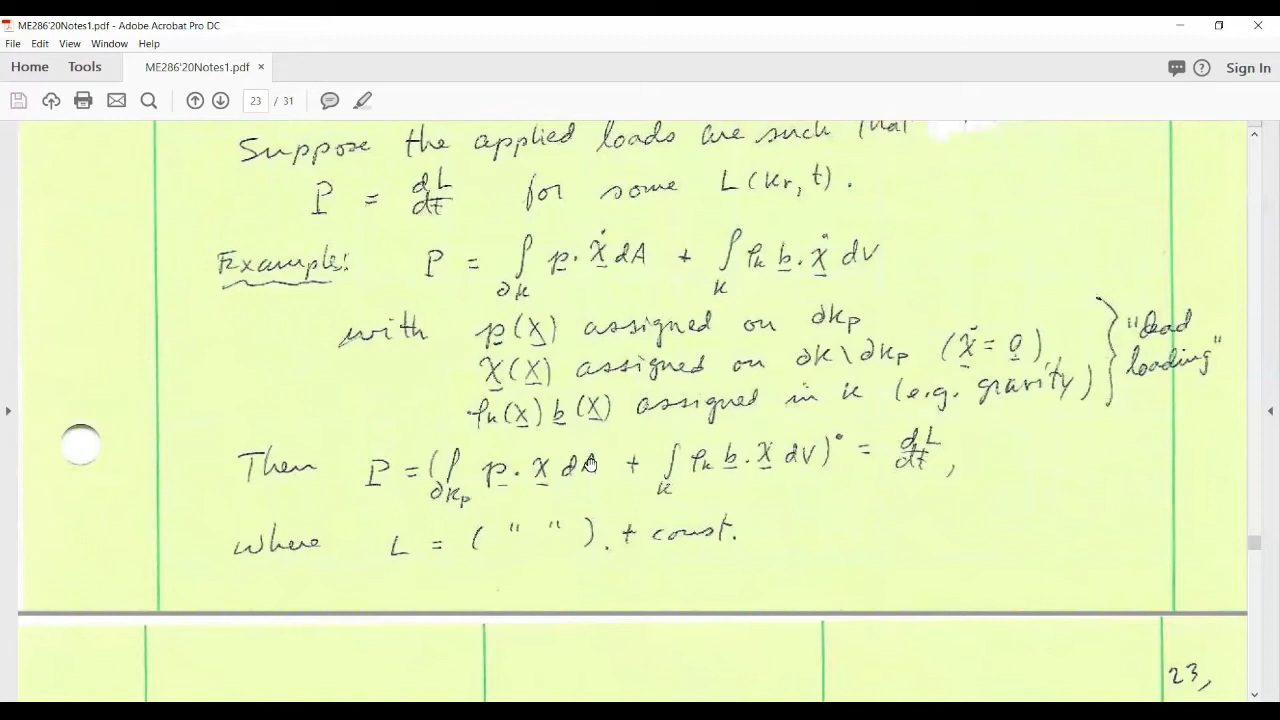 ME286'20Notes1.pdf - Adobe Acrobat Pro DC
File Edit View Window Help
Home Tools ME286'20Notes1.pdf ×
Sign In
23 / 31
Suppose the applied loads are such that
P = dL/dt for some L(κr, t).
Example: P = ∫∂κ p · χ̇ dA + ∫κ ρκ b · χ̇ dV
with p(X) assigned on ∂κp
χ(X) assigned on ∂κ\∂κp (χ̇ = 0),
ρκ(X) b(X) assigned in κ (e.g. gravity)
"Dead loading"
Then P = (∫∂κp p · χ dA + ∫κ ρκ b · χ dV)˙ = dL/dt,
where L = ( " " ) . + const.
23,